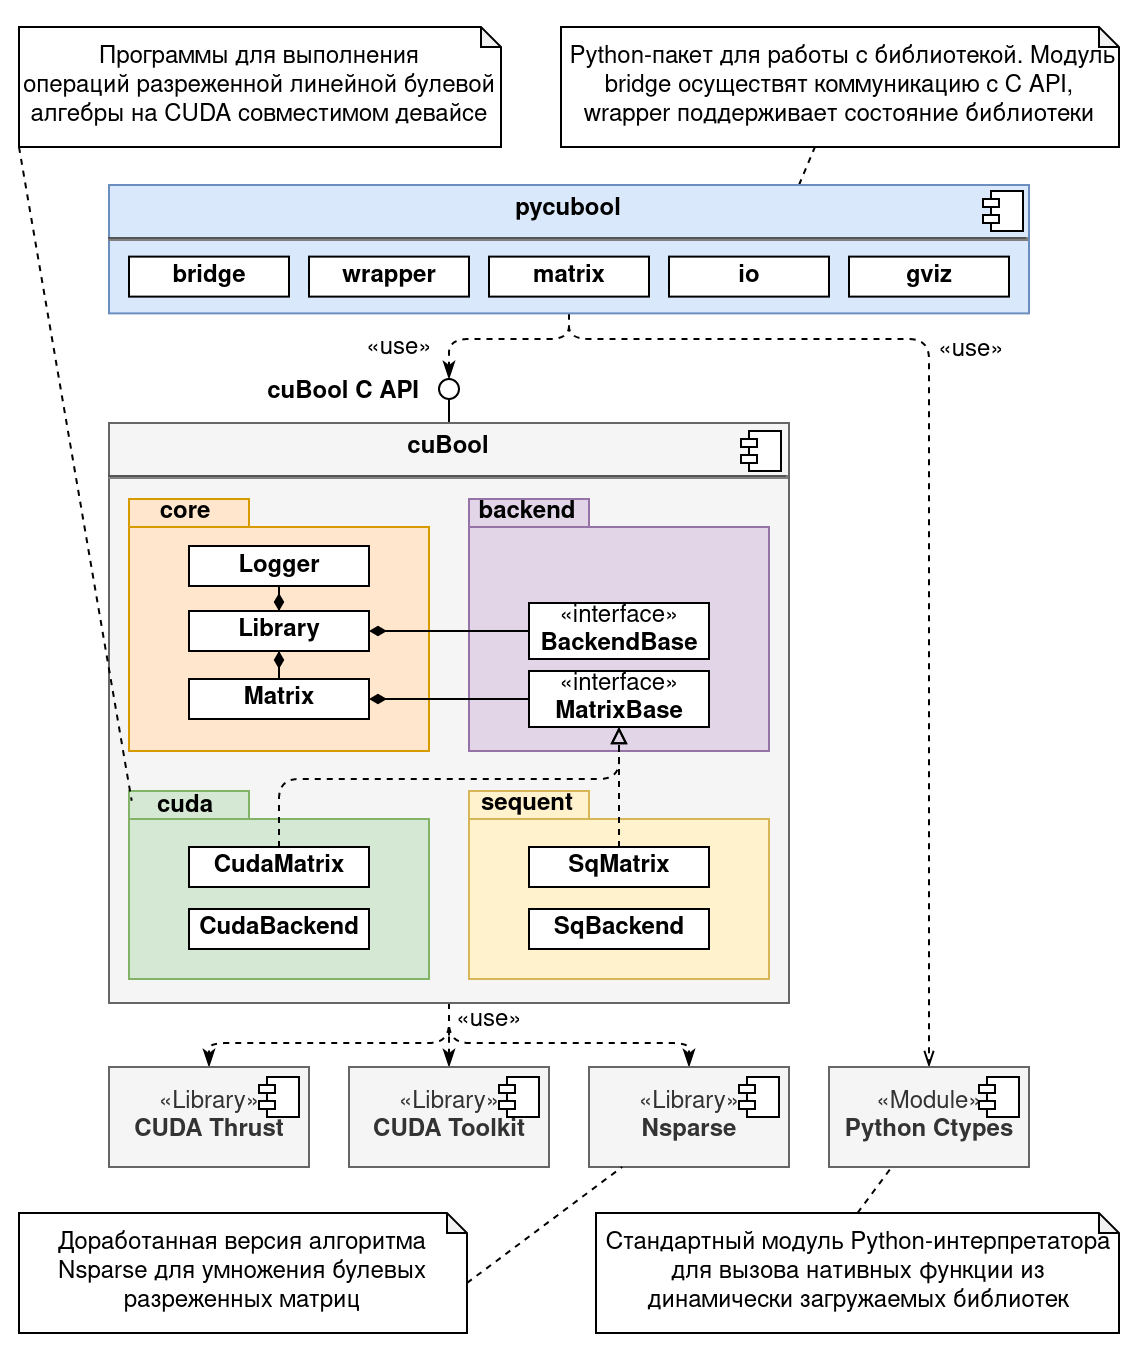 Программы для выполнения
операций разреженной линейной булевой
алгебры на CUDA совместимом девайсе
Python-пакет для работы с библиотекой. Модуль
bridge осуществят коммуникацию с C API,
wrapper поддерживает состояние библиотеки
pycubool
bridge
wrapper
matrix
io
gviz
«use»
«use»
cuBool C API
cuBool
core
backend
Logger
Library
Matrix
«interface»
BackendBase
«interface»
MatrixBase
cuda
sequent
CudaMatrix
SqMatrix
CudaBackend
SqBackend
«use»
«Library»
CUDA Thrust
«Library»
CUDA Toolkit
«Library»
Nsparse
«Module»
Python Ctypes
Доработанная версия алгоритма
Nsparse для умножения булевых
разреженных матриц
Стандартный модуль Python-интерпретатора
для вызова нативных функции из
динамически загружаемых библиотек